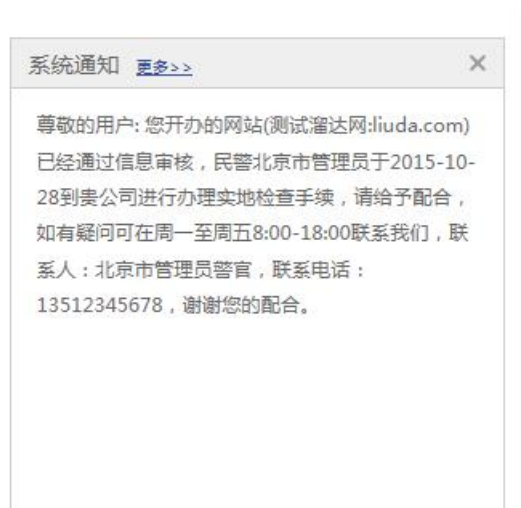 系统通知 更多>>
尊敬的用户: 您开办的网站(测试溜达网:liuda.com)
已经通过信息审核，民警北京市管理员于2015-10-
28到贵公司进行办理实地检查手续，请给予配合，
如有疑问可在周一至周五8:00-18:00联系我们，联
系人：北京市管理员警官，联系电话：
13512345678，谢谢您的配合。